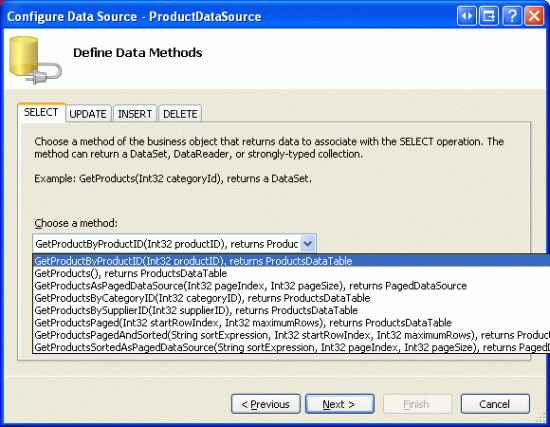 Configure Data Source - ProductDataSource
Define Data Methods
SELECT UPDATE INSERT DELETE
Choose a method of the business object that returns data to associate with the SELECT operation. The
method can return a DataSet, DataReader, or strongly-typed collection.
Example: GetProducts(Int32 categoryId), returns a DataSet.
Choose a method:
GetProductByProductID(Int32 productID), returns Produc
GetProductByProductID(Int32 productID), returns ProductsDataTable
GetProducts(), returns ProductsDataTable
GetProductsAsPagedDataSource(Int32 pageIndex, Int32 pageSize), returns PagedDataSource
GetProductsByCategoryID(Int32 categoryID), returns ProductsDataTable
GetProductsBySupplierID(Int32 supplierID), returns ProductsDataTable
GetProductsPaged(Int32 startRowIndex, Int32 maximumRows), returns ProductsDataTable
GetProductsPagedAndSorted(String sortExpression, Int32 startRowIndex, Int32 maximumRows), returns Product
GetProductsSortedAsPagedDataSource(String sortExpression, Int32 pageIndex, Int32 pageSize), returns PagedD
< Previous Next > Finish Cancel